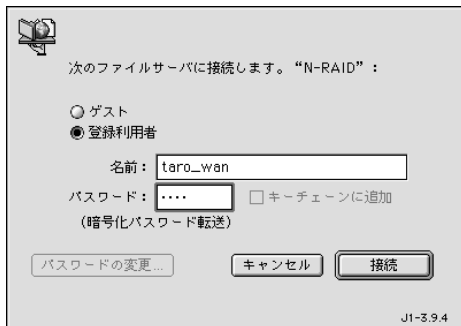 次のファイルサーバに接続します。“N-RAID”：
ゲスト
登録利用者
名前： taro_wan
パスワード： ････
キーチェーンに追加
(暗号化パスワード転送)
パスワードの変更...
キャンセル
接続
J1-3.9.4